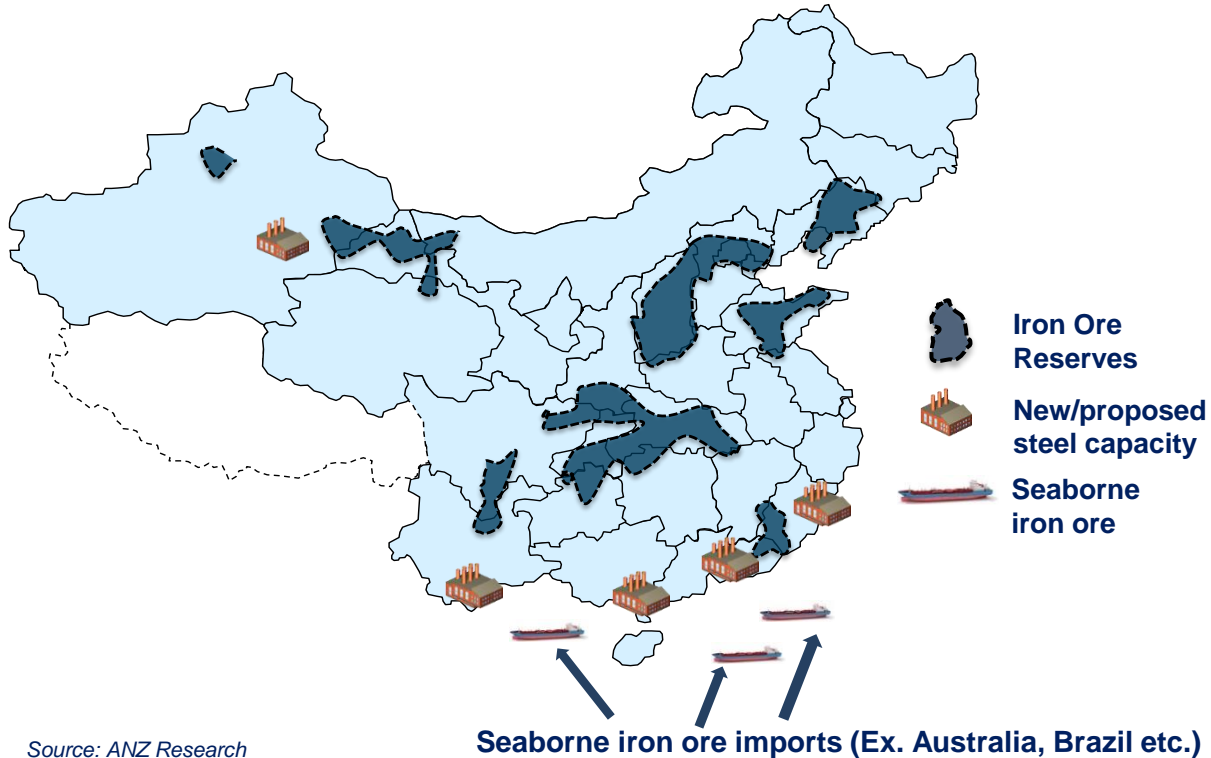 Iron Ore
Reserves
New/proposed
steel capacity
Seaborne
iron ore
Seaborne iron ore imports (Ex. Australia, Brazil etc.)
Source: ANZ Research